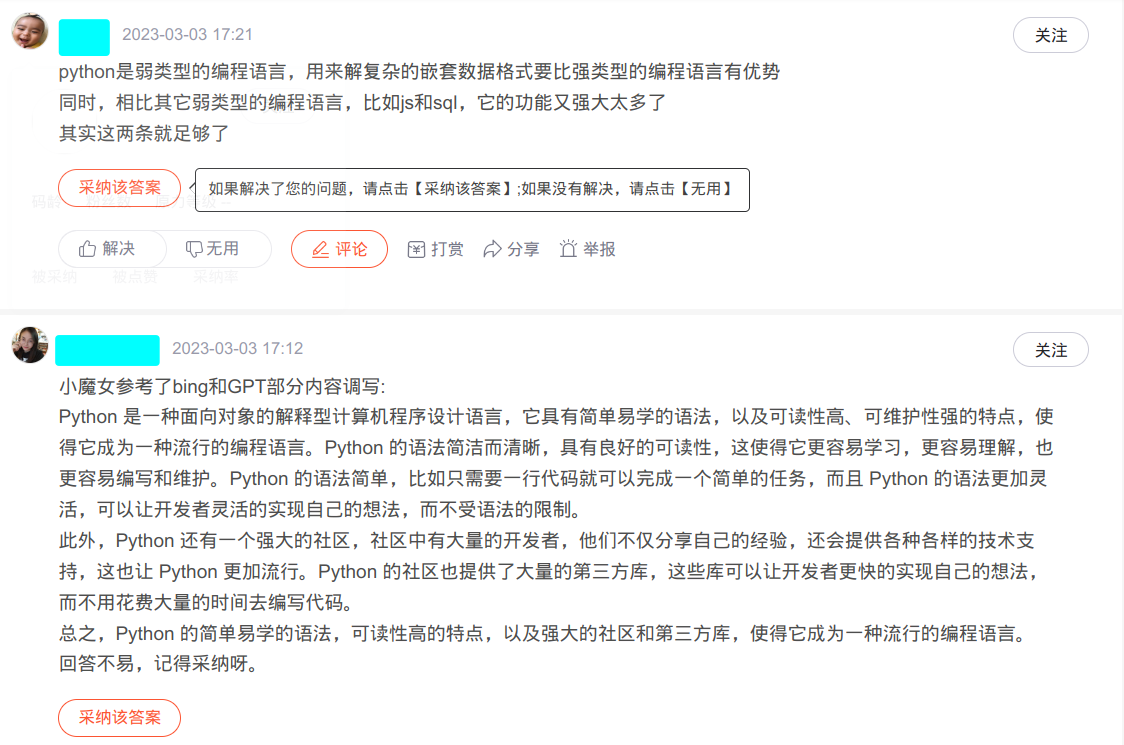 2023-03-03 17:21
关注
python是弱类型的编程语言，用来解复杂的嵌套数据格式要比强类型的编程语言有优势
同时，相比其它弱类型的编程语言，比如js和sql，它的功能又强大太多了
其实这两条就足够了
采纳该答案
如果解决了您的问题，请点击【采纳该答案】;如果没有解决，请点击【无用】
解决 无用 评论 打赏 分享 举报
被采纳 被点赞 采纳率
2023-03-03 17:12
关注
小魔女参考了bing和GPT部分内容调写:
Python 是一种面向对象的解释型计算机程序设计语言，它具有简单易学的语法，以及可读性高、可维护性强的特点，使
得它成为一种流行的编程语言。Python 的语法简洁而清晰，具有良好的可读性，这使得它更容易学习，更容易理解，也
更容易编写和维护。Python 的语法简单，比如只需要一行代码就可以完成一个简单的任务，而且 Python 的语法更加灵
活，可以让开发者灵活的实现自己的想法，而不受语法的限制。
此外，Python 还有一个强大的社区，社区中有大量的开发者，他们不仅分享自己的经验，还会提供各种各样的技术支
持，这也让 Python 更加流行。Python 的社区也提供了大量的第三方库，这些库可以让开发者更快的实现自己的想法，
而不用花费大量的时间去编写代码。
总之，Python 的简单易学的语法，可读性高的特点，以及强大的社区和第三方库，使得它成为一种流行的编程语言。
回答不易，记得采纳呀。
采纳该答案